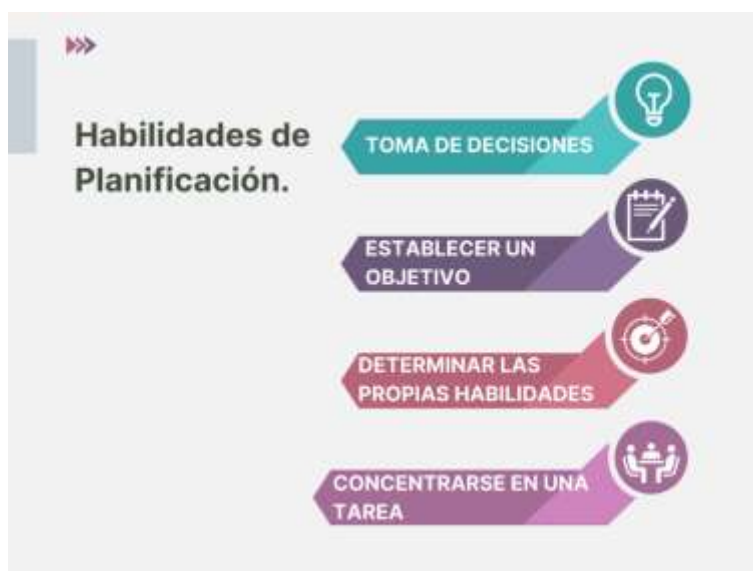 Habilidades de
Planificación.
TOMA DE DECISIONES
ESTABLECER UN
OBJETIVO
DETERMINAR LAS
PROPIAS HABILIDADES
CONCENTRARSE EN UNA
TAREA